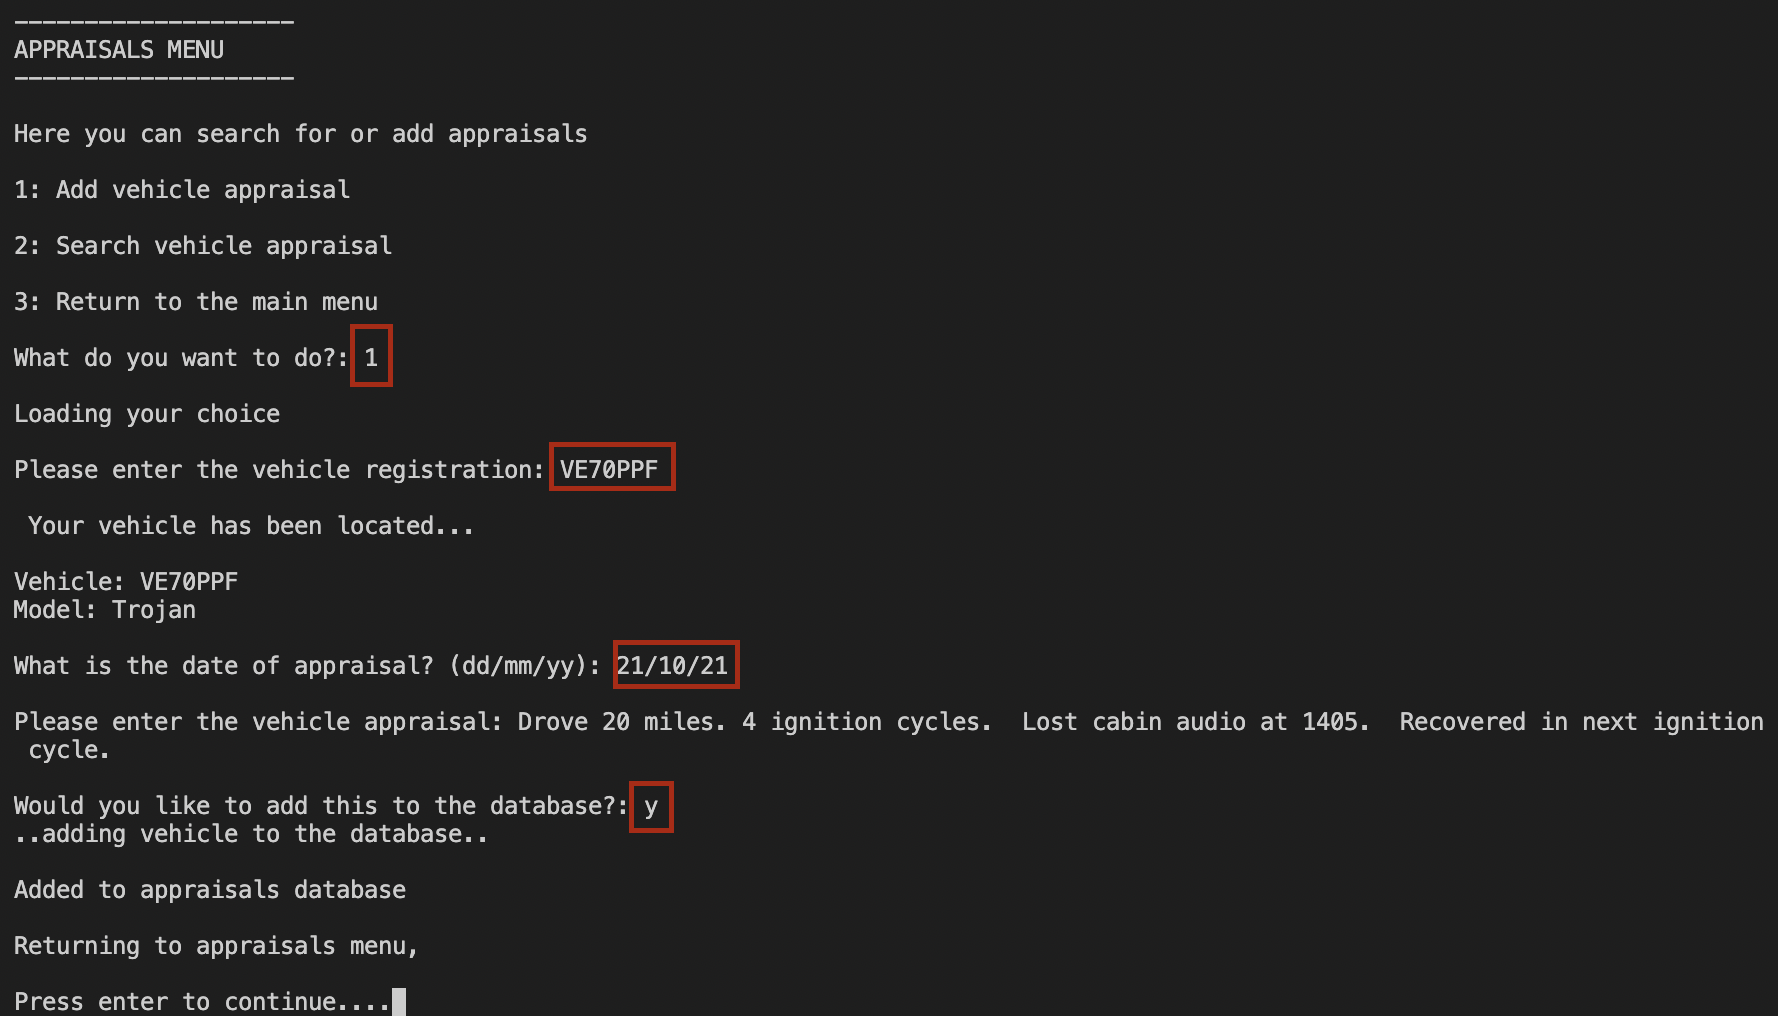 --------------------
APPRAISALS MENU
--------------------
Here you can search for or add appraisals
1: Add vehicle appraisal
2: Search vehicle appraisal
3: Return to the main menu
What do you want to do?: 1
Loading your choice
Please enter the vehicle registration: VE70PPF
Your vehicle has been located...
Vehicle: VE70PPF
Model: Trojan
What is the date of appraisal? (dd/mm/yy): 21/10/21
Please enter the vehicle appraisal: Drove 20 miles. 4 ignition cycles.  Lost cabin audio at 1405.  Recovered in next ignition
cycle.
Would you like to add this to the database?: y
..adding vehicle to the database..
Added to appraisals database
Returning to appraisals menu,
Press enter to continue....